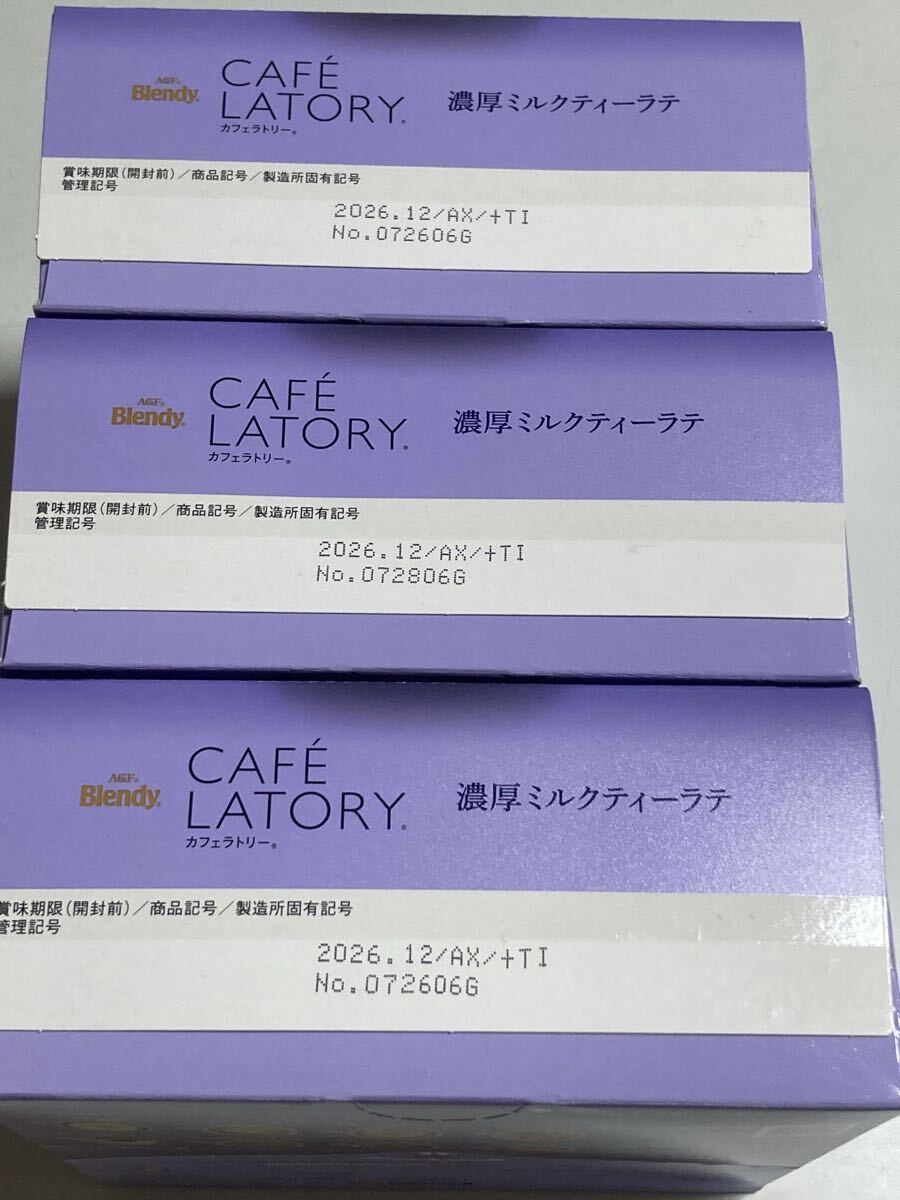 AGF®
Blendy®
CAFÉ
LATORY®
カフェラトリー®
濃厚ミルクティーラテ
賞味期限(開封前)/商品記号/製造所固有記号
管理記号
2026.12/AX/+TI
No.072606G
AGF®
Blendy®
CAFÉ
LATORY®
カフェラトリー®
濃厚ミルクティーラテ
賞味期限(開封前)/商品記号/製造所固有記号
管理記号
2026.12/AX/+TI
No.072806G
AGF®
Blendy®
CAFÉ
LATORY®
カフェラトリー®
濃厚ミルクティーラテ
賞味期限(開封前)/商品記号/製造所固有記号
管理記号
2026.12/AX/+TI
No.072606G